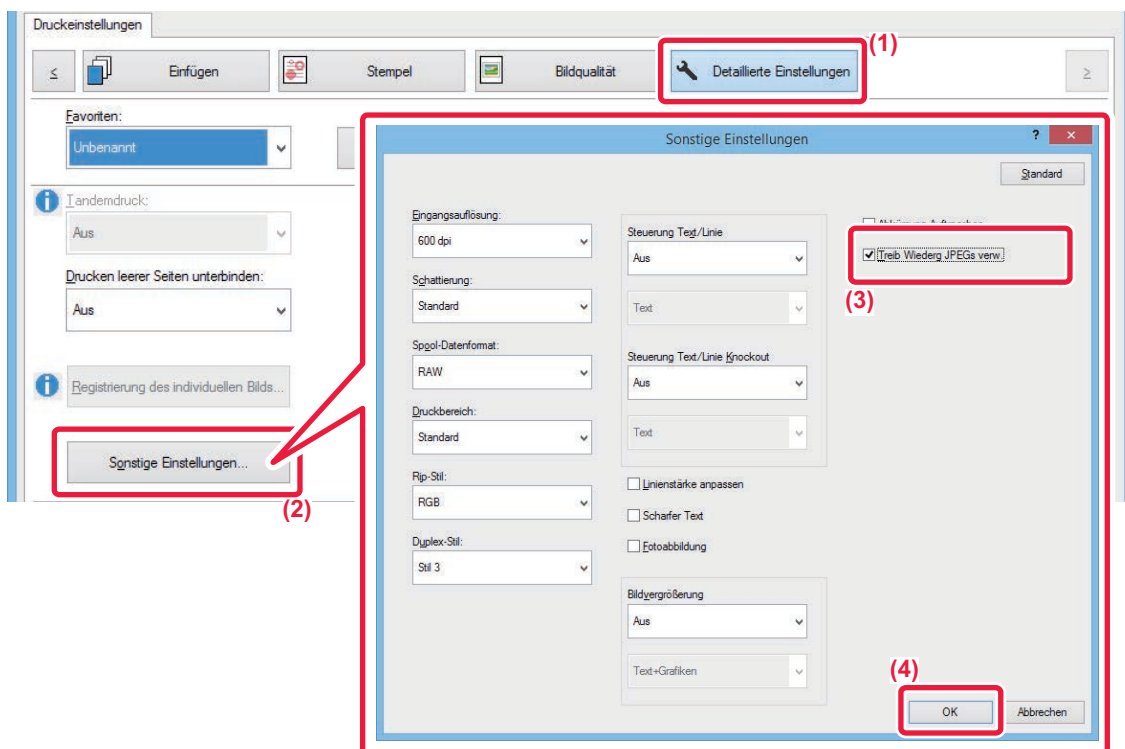 Druckeinstellungen
(1)
≤ Einfügen Stempel Bildqualität Detaillierte Einstellungen ≥
Favoriten:
Unbenannt
Tandemdruck:
Aus
Drucken leerer Seiten unterbinden:
Aus
Registrierung des individuellen Bilds...
Sonstige Einstellungen...
(2)
Sonstige Einstellungen
? ×
Standard
Eingangsauflösung:
600 dpi
Schattierung:
Standard
Spool-Datenformat:
RAW
Druckbereich:
Standard
Rip-Stil:
RGB
Duplex-Stil:
Stil 3
Steuerung Text/Linie
Aus
Text
Steuerung Text/Linie Knockout
Aus
Text
Linienstärke anpassen
Scharfer Text
Fotoabbildung
Bildvergrößerung
Aus
Text+Grafiken
Treib Wiederg JPEGs verw.
(3)
(4)
OK Abbrechen